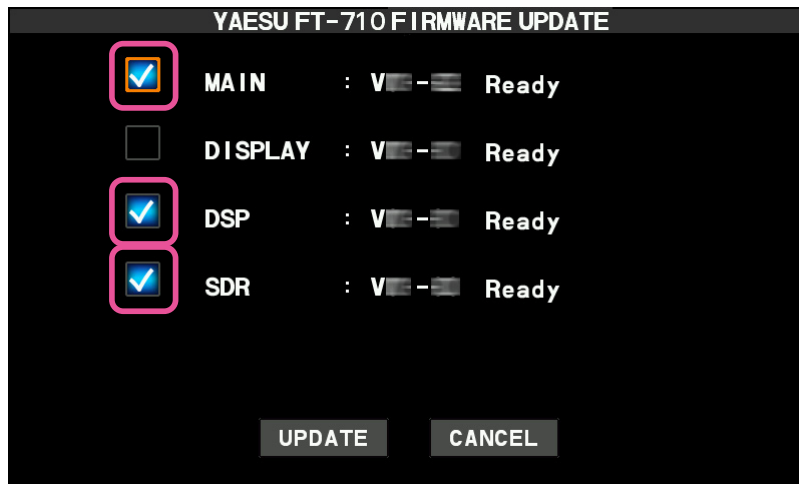 YAESU FT-710 FIRMWARE UPDATE
MAIN : V - Ready
DISPLAY : V - Ready
DSP : V - Ready
SDR : V - Ready
UPDATE CANCEL